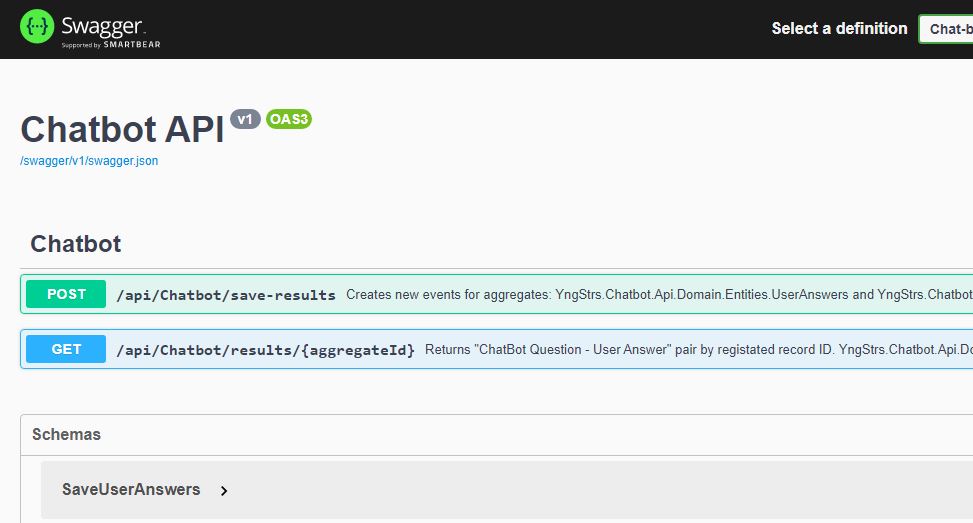 Swagger
Supported by SMARTBEAR
Select a definition
Chat-b
Chatbot API v1 OAS3
/swagger/v1/swagger.json
Chatbot
POST /api/Chatbot/save-results Creates new events for aggregates: YngStrs.Chatbot.Api.Domain.Entities.UserAnswers and YngStrs.Chatbot
GET /api/Chatbot/results/{aggregateId} Returns "ChatBot Question - User Answer" pair by registated record ID. YngStrs.Chatbot.Api.Do
Schemas
SaveUserAnswers